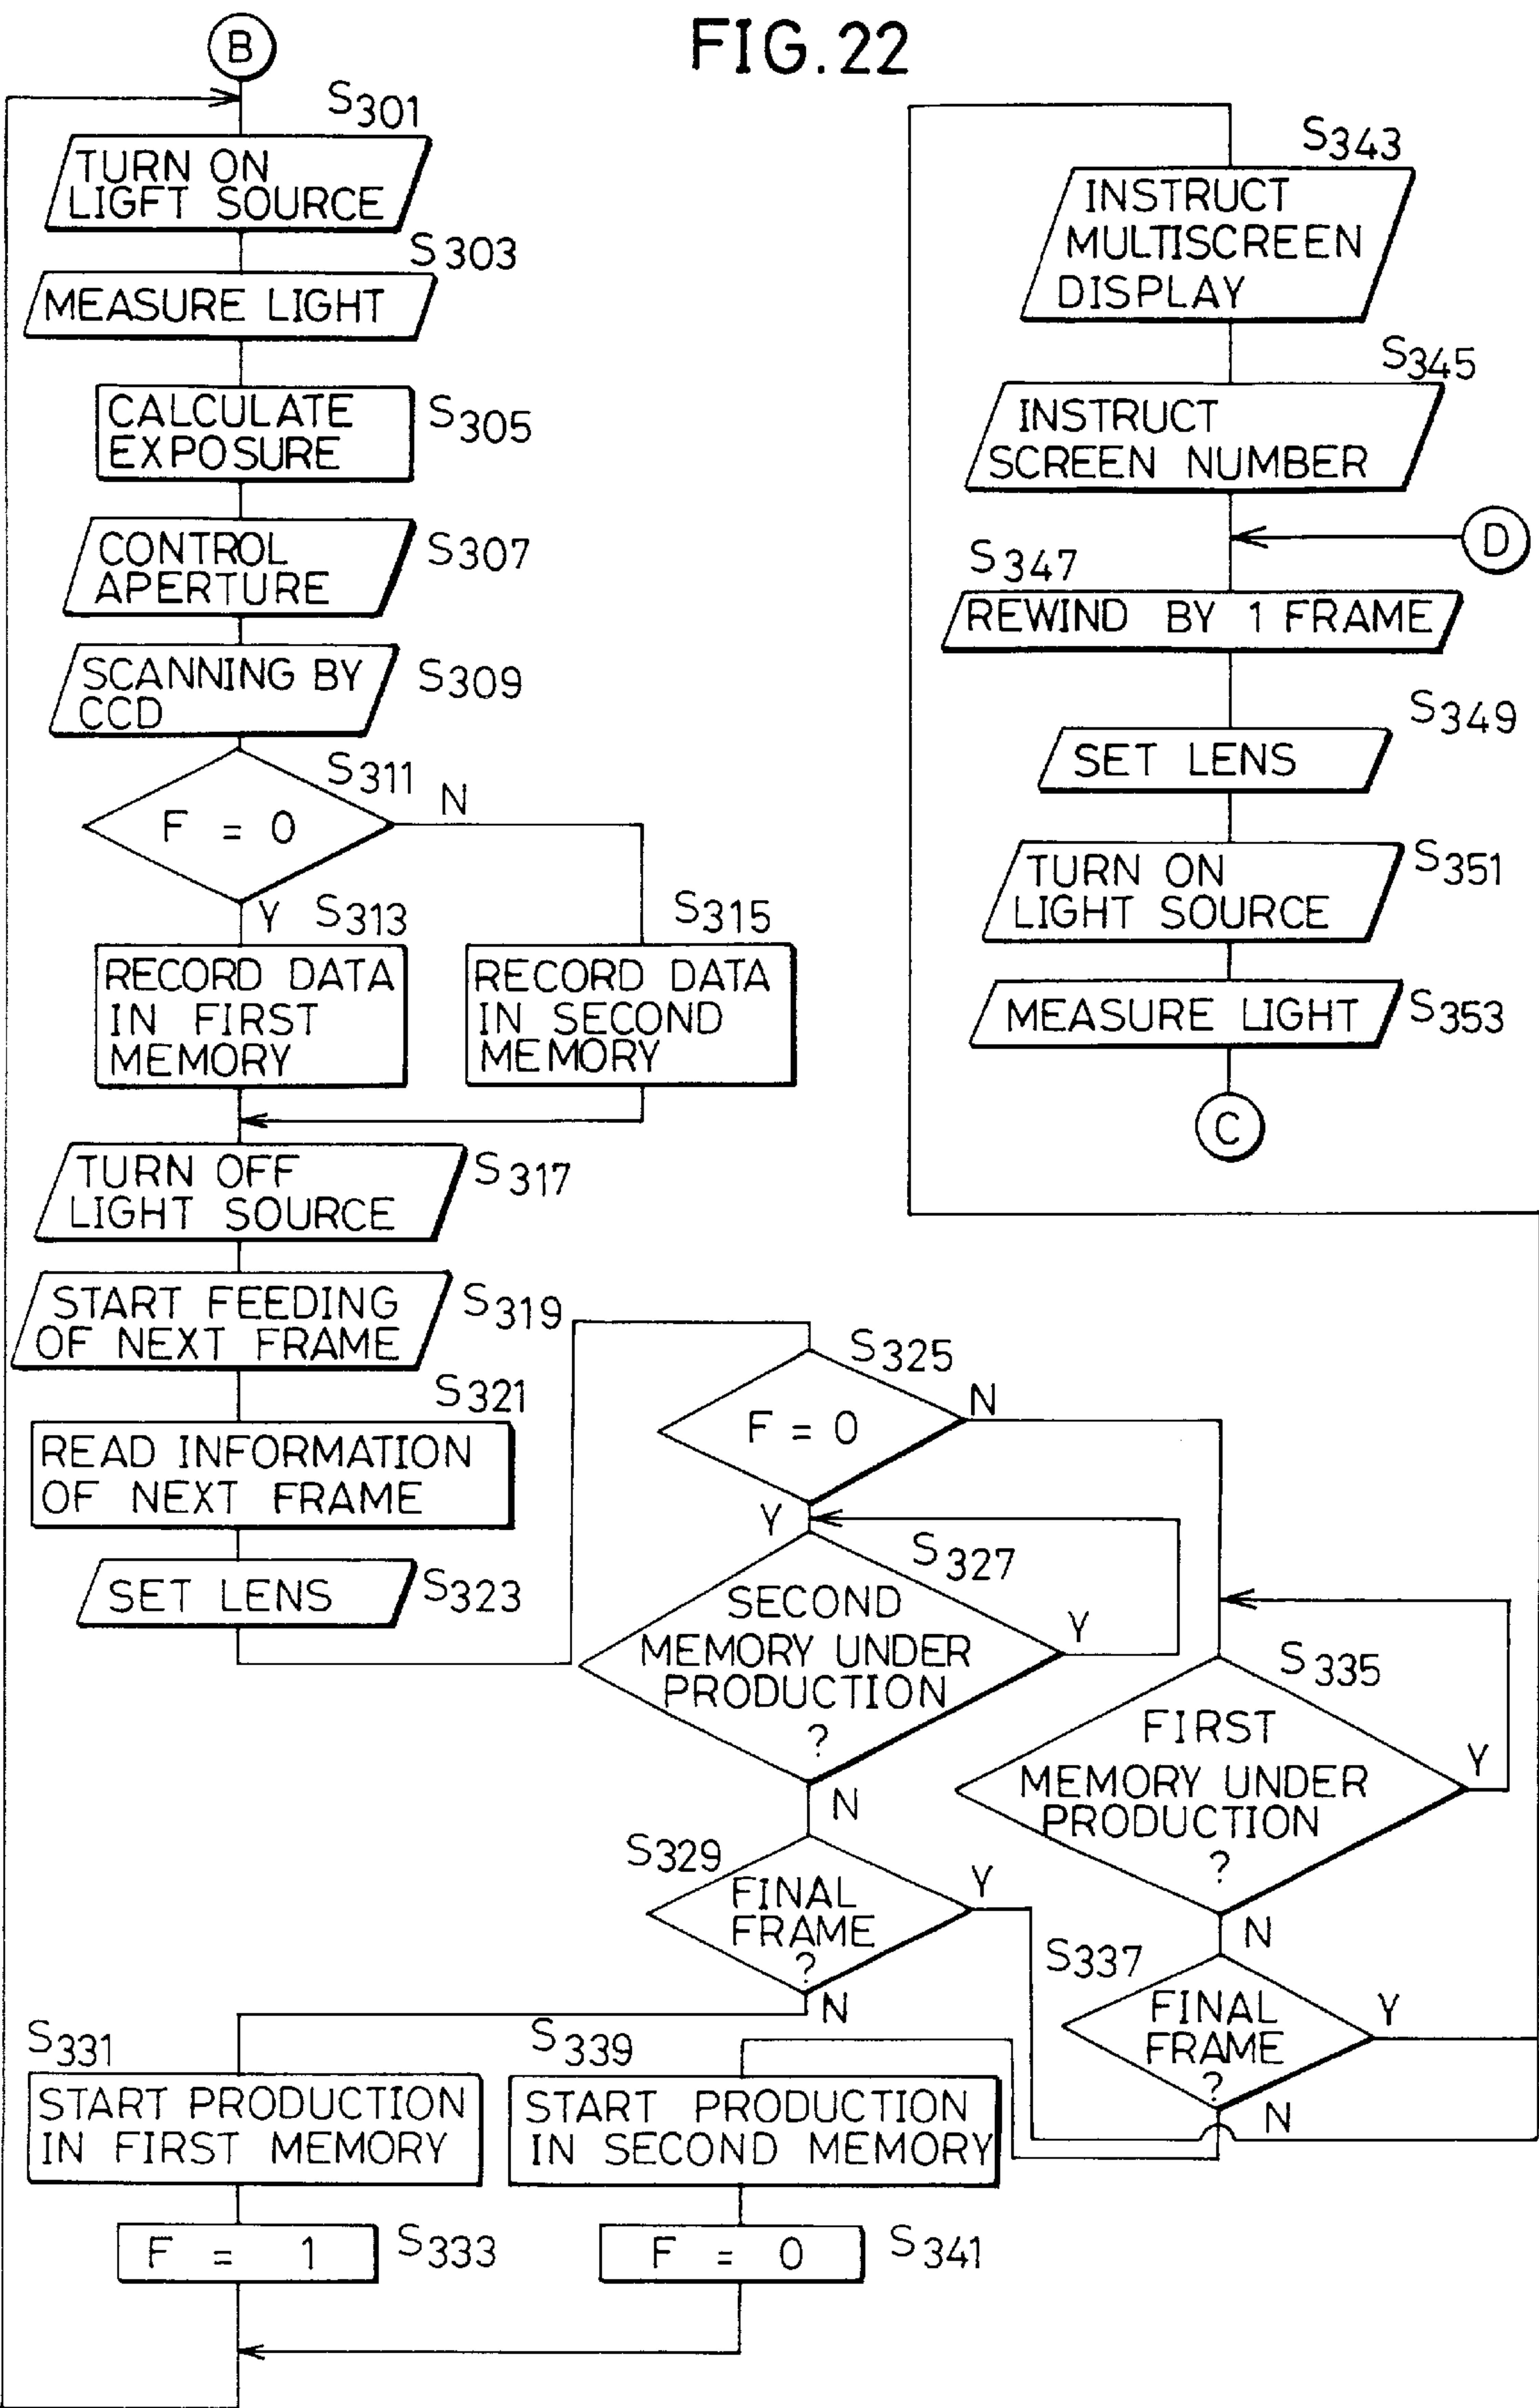 FIG.22
B
S301
TURN ON
LIGFT SOURCE
S303
MEASURE LIGHT
CALCULATE
EXPOSURE
S305
CONTROL
APERTURE
S307
SCANNING BY
CCD
S309
S311
F = 0
N
Y
S313
RECORD DATA
IN FIRST
MEMORY
S315
RECORD DATA
IN SECOND
MEMORY
TURN OFF
LIGHT SOURCE
S317
START FEEDING
OF NEXT FRAME
S319
S321
READ INFORMATION
OF NEXT FRAME
SET LENS
S323
S325
F = 0
N
Y
S327
SECOND
MEMORY UNDER
PRODUCTION
?
Y
N
S329
FINAL
FRAME
?
Y
N
S331
START PRODUCTION
IN FIRST MEMORY
F = 1
S333
S335
FIRST
MEMORY UNDER
PRODUCTION
?
Y
N
S337
FINAL
FRAME
?
Y
N
S339
START PRODUCTION
IN SECOND MEMORY
F = 0
S341
S343
INSTRUCT
MULTISCREEN
DISPLAY
S345
INSTRUCT
SCREEN NUMBER
D
S347
REWIND BY 1 FRAME
S349
SET LENS
S351
TURN ON
LIGHT SOURCE
MEASURE LIGHT
S353
C